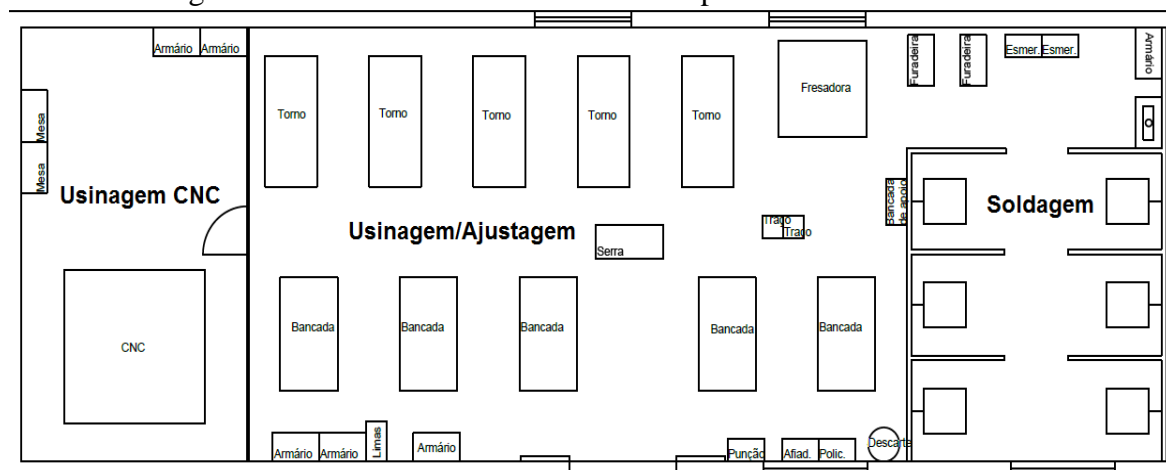 Armário Armário
Mesa
Mesa
Usinagem CNC
CNC
Torno
Torno
Torno
Torno
Torno
Fresadora
Furadeira
Furadeira
Esmer. Esmer.
Armário
Usinagem/Ajustagem
Serra
Traço
Traço
Bancada
de apoio
Soldagem
Bancada
Bancada
Bancada
Bancada
Bancada
Armário Armário
Limas
Armário
Punção
Afiad. Polic.
Descarte